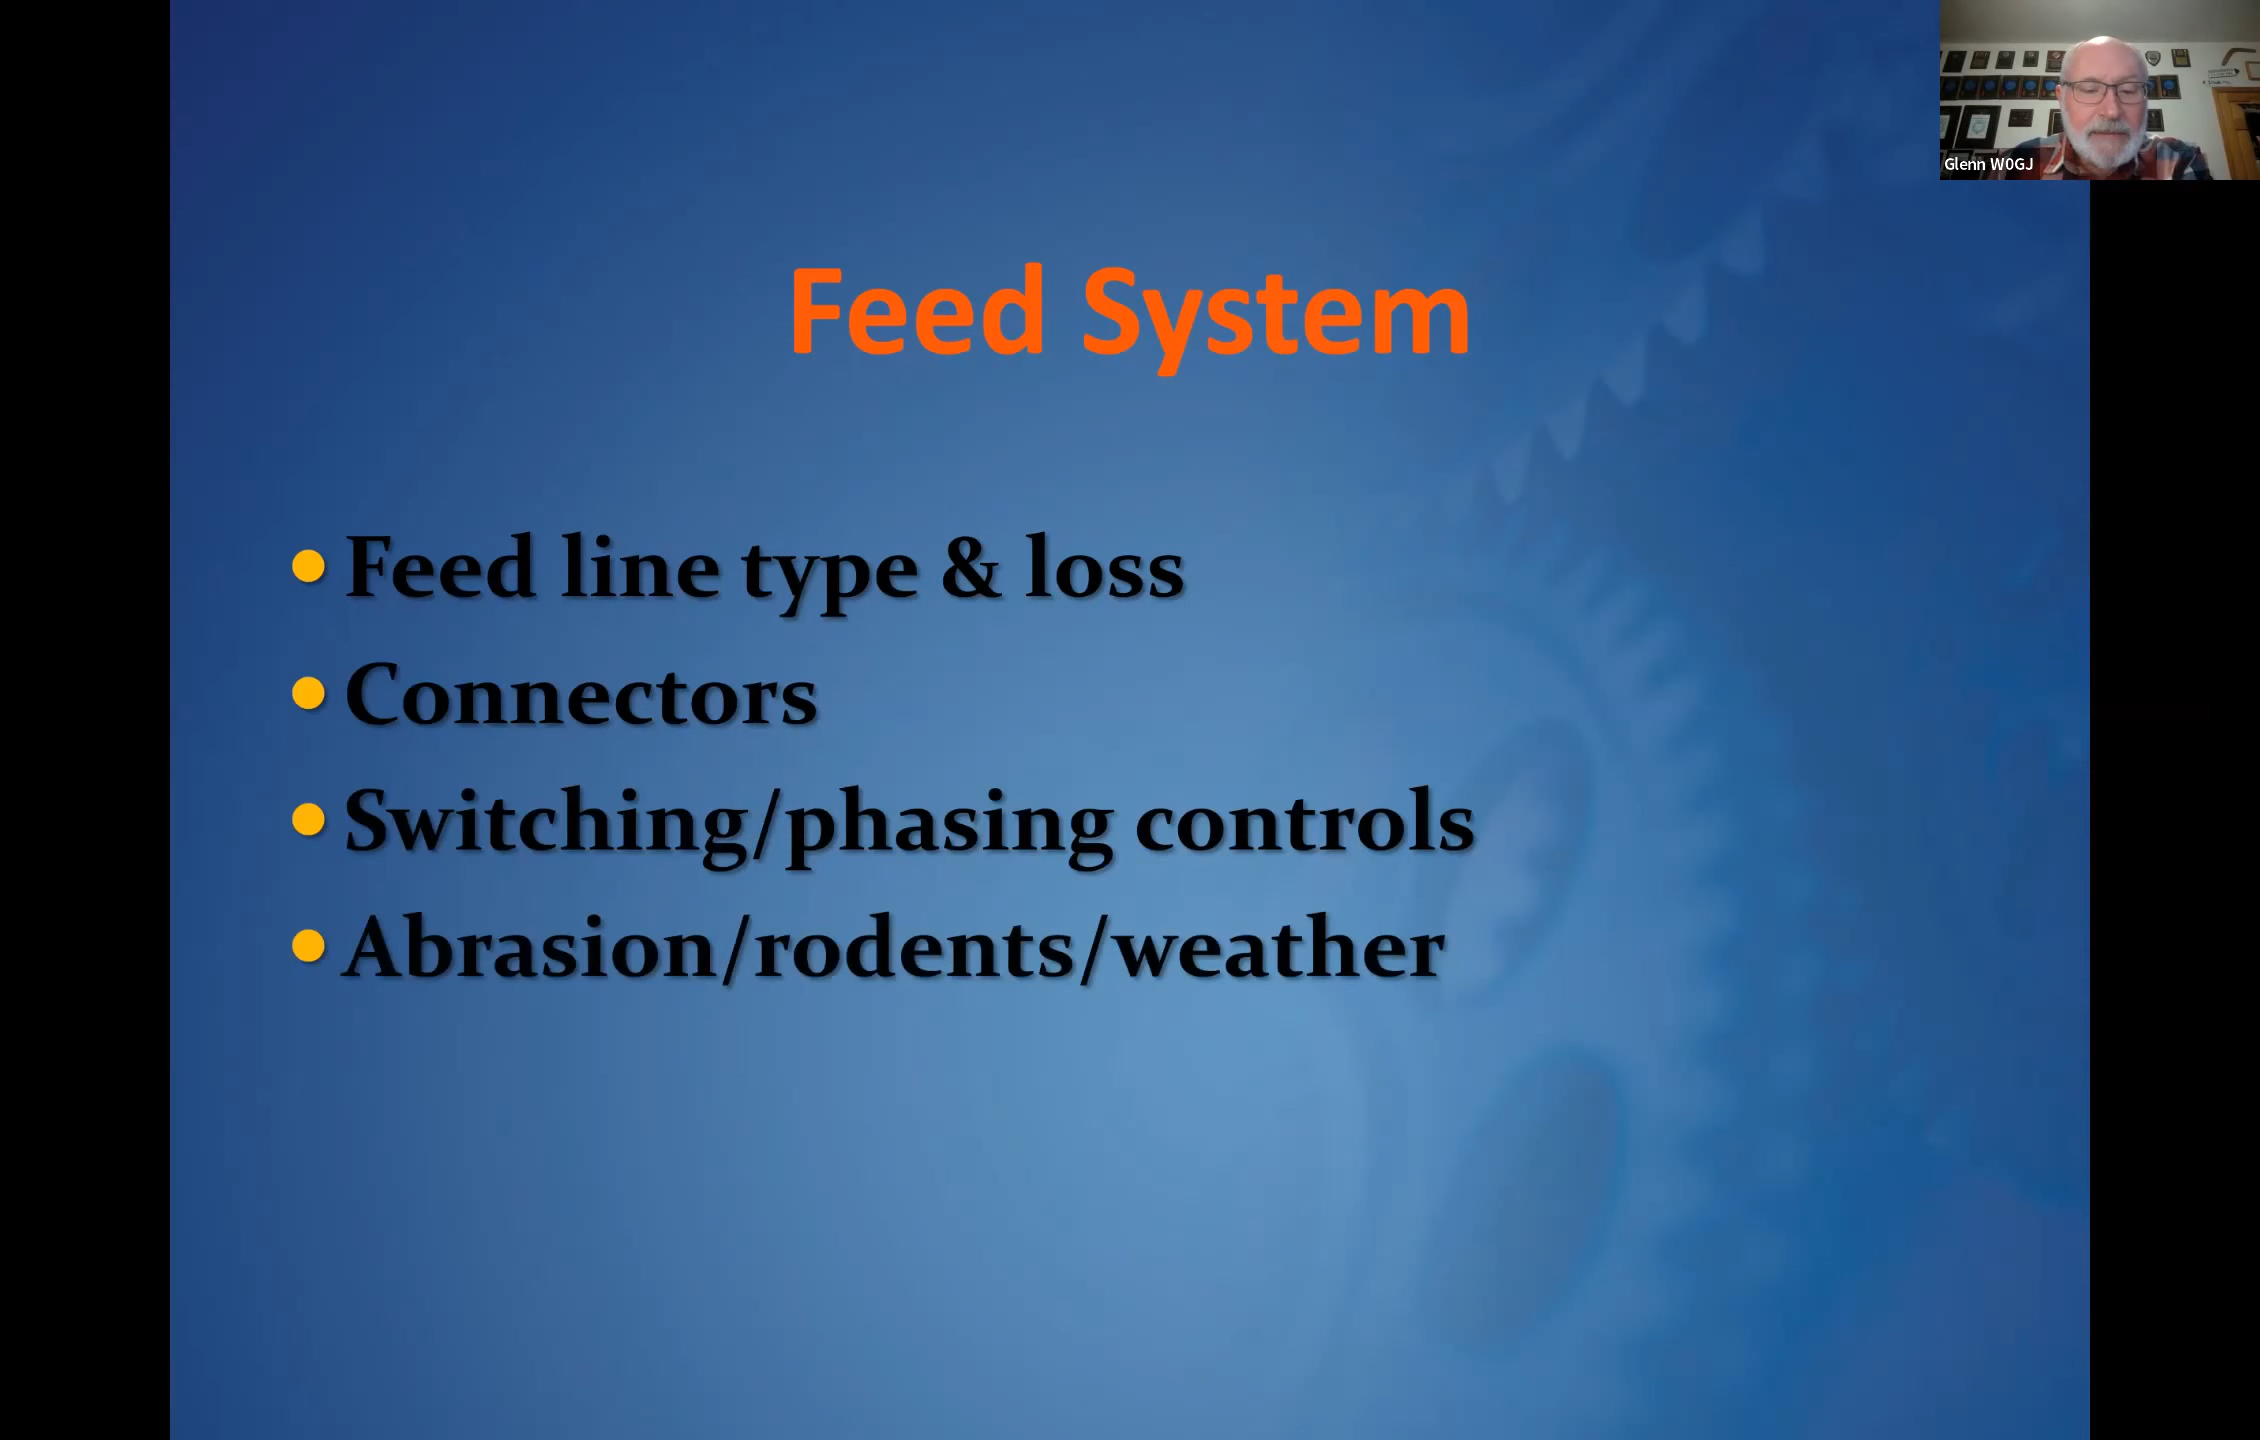 Feed System
Feed line type & loss
Connectors
Switching/phasing controls
Abrasion/rodents/weather
Glenn W0GJ